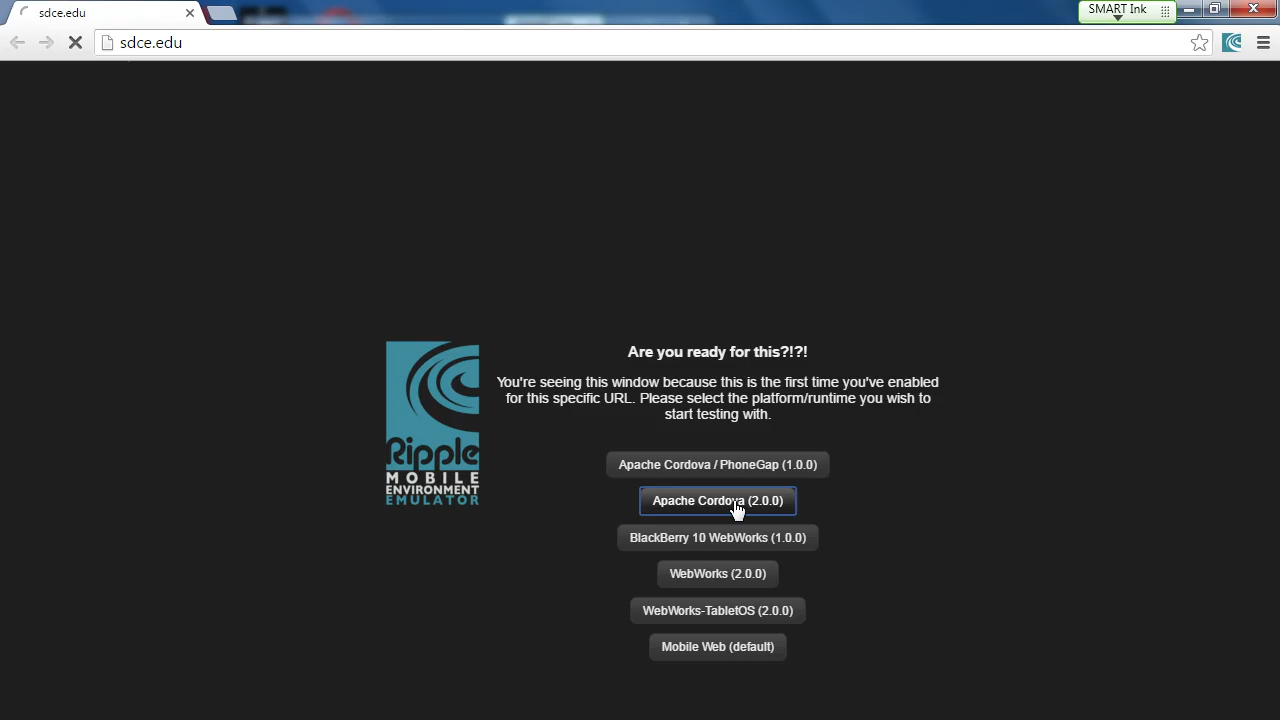 sdce.edu
SMART Ink
sdce.edu
Are you ready for this?!?!
You're seeing this window because this is the first time you've enabled
for this specific URL. Please select the platform/runtime you wish to
start testing with.
Ripple
MOBILE
ENVIRONMENT
EMULATOR
Apache Cordova / PhoneGap (1.0.0)
Apache Cordova (2.0.0)
BlackBerry 10 WebWorks (1.0.0)
WebWorks (2.0.0)
WebWorks-TabletOS (2.0.0)
Mobile Web (default)